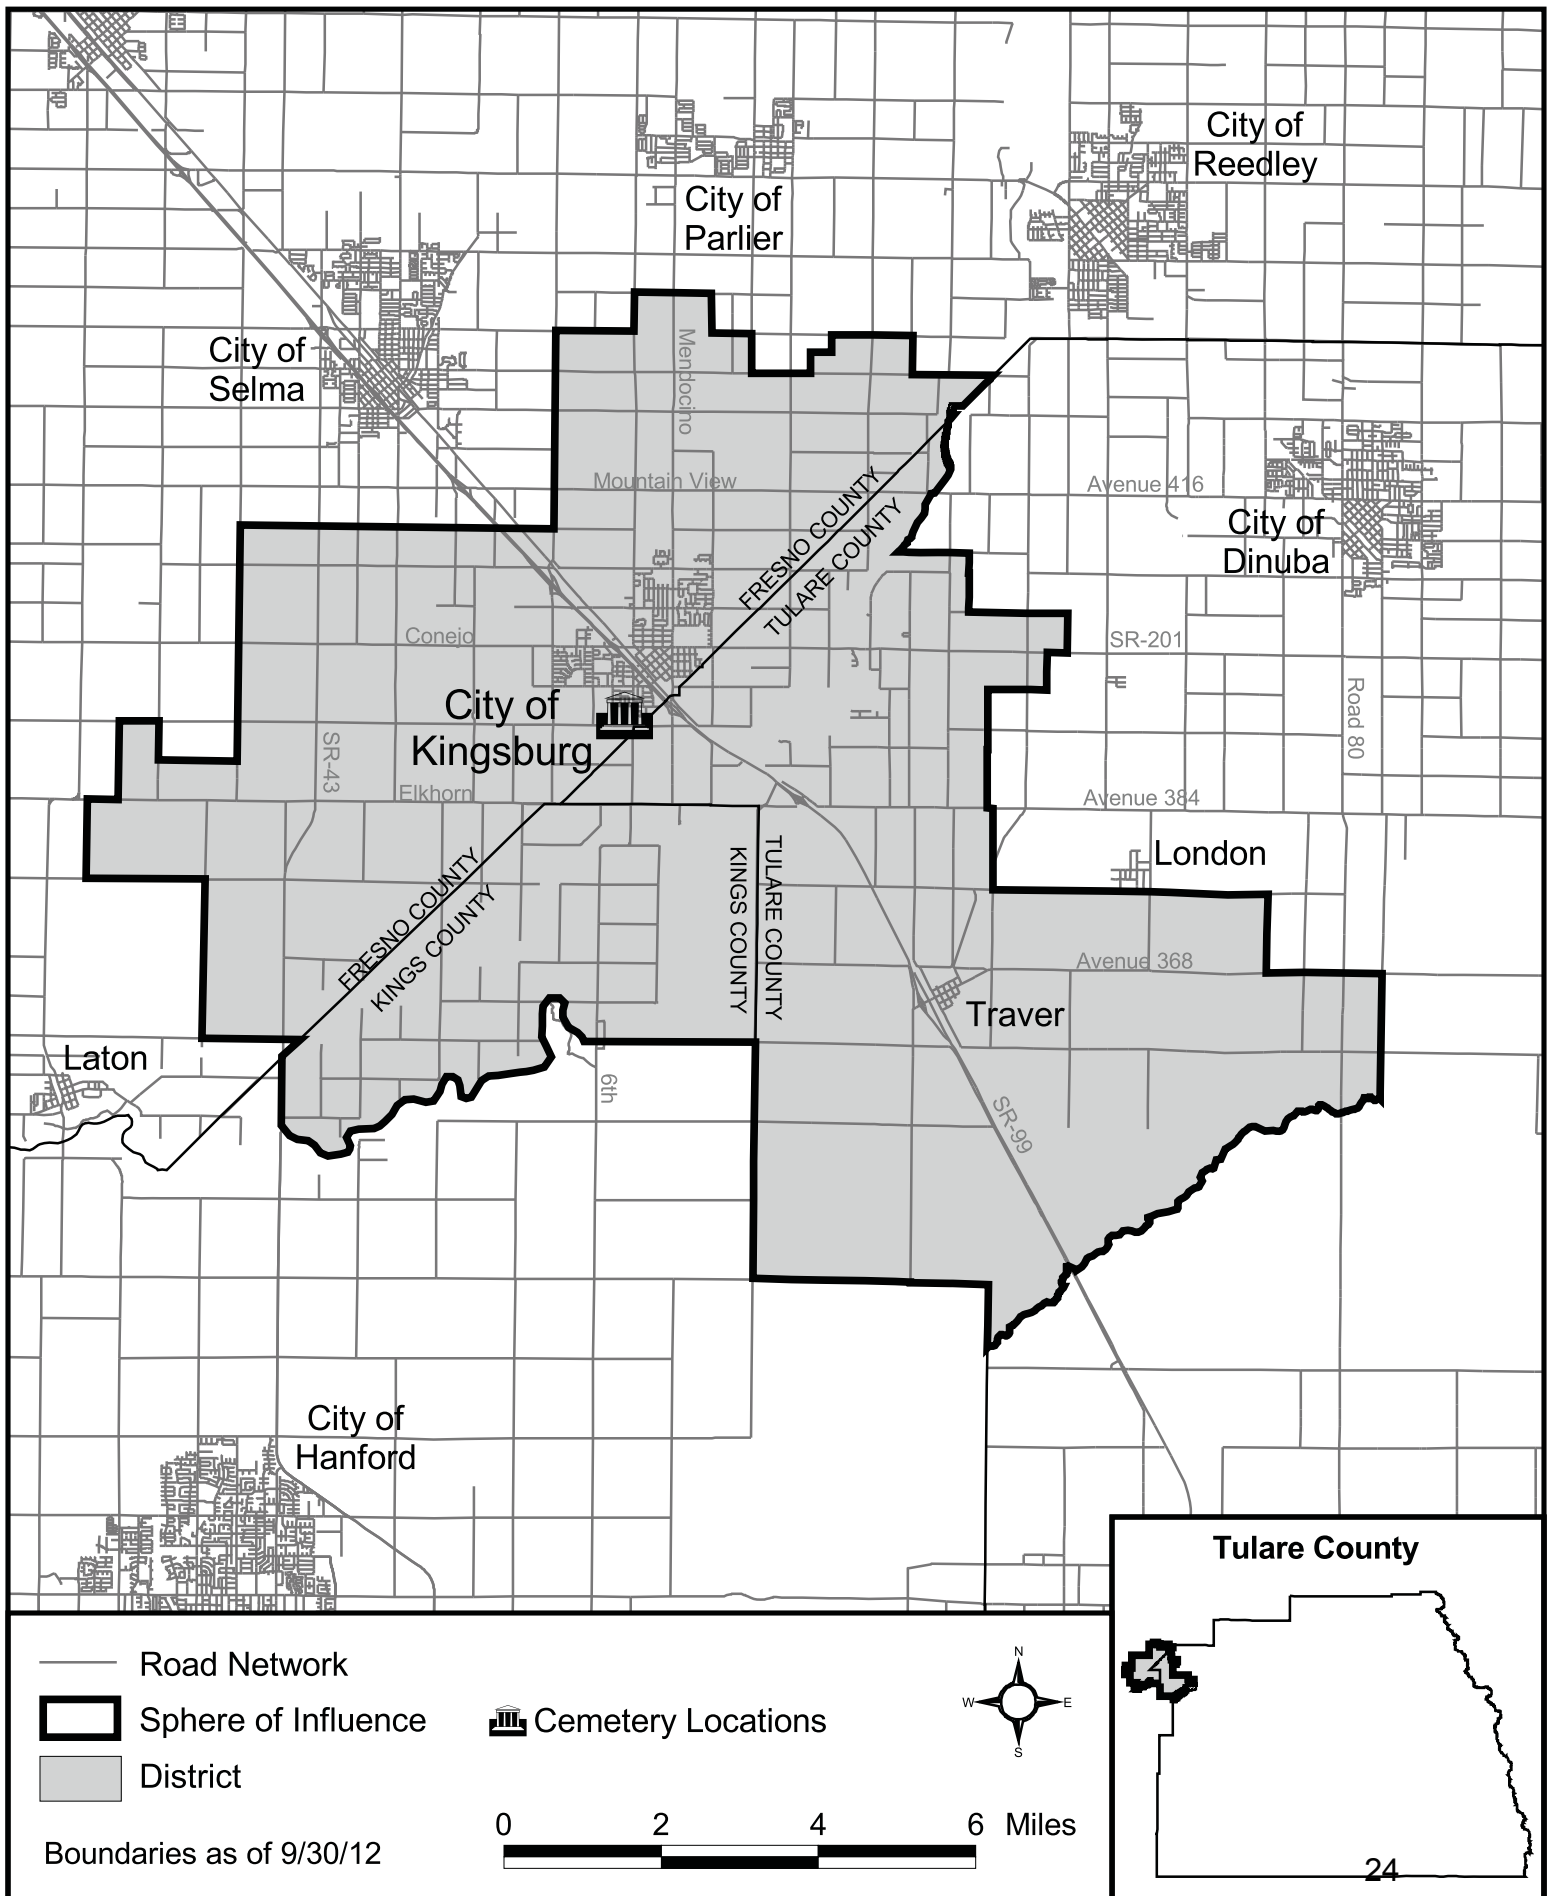 City of
Reedley
City of
Parlier
City of
Selma
Mendocino
Mountain View
Avenue 416
FRESNO COUNTY
TULARE COUNTY
City of
Dinuba
Conejo
SR-201
City of
Kingsburg
Road 80
SR-43
Elkhorn
Avenue 384
London
TULARE COUNTY
KINGS COUNTY
FRESNO COUNTY
KINGS COUNTY
Avenue 368
Traver
Laton
6th
SR-99
City of
Hanford
Road Network
Sphere of Influence
District
Boundaries as of 9/30/12
Cemetery Locations
N
W
E
S
0 2 4 6 Miles
Tulare County
24